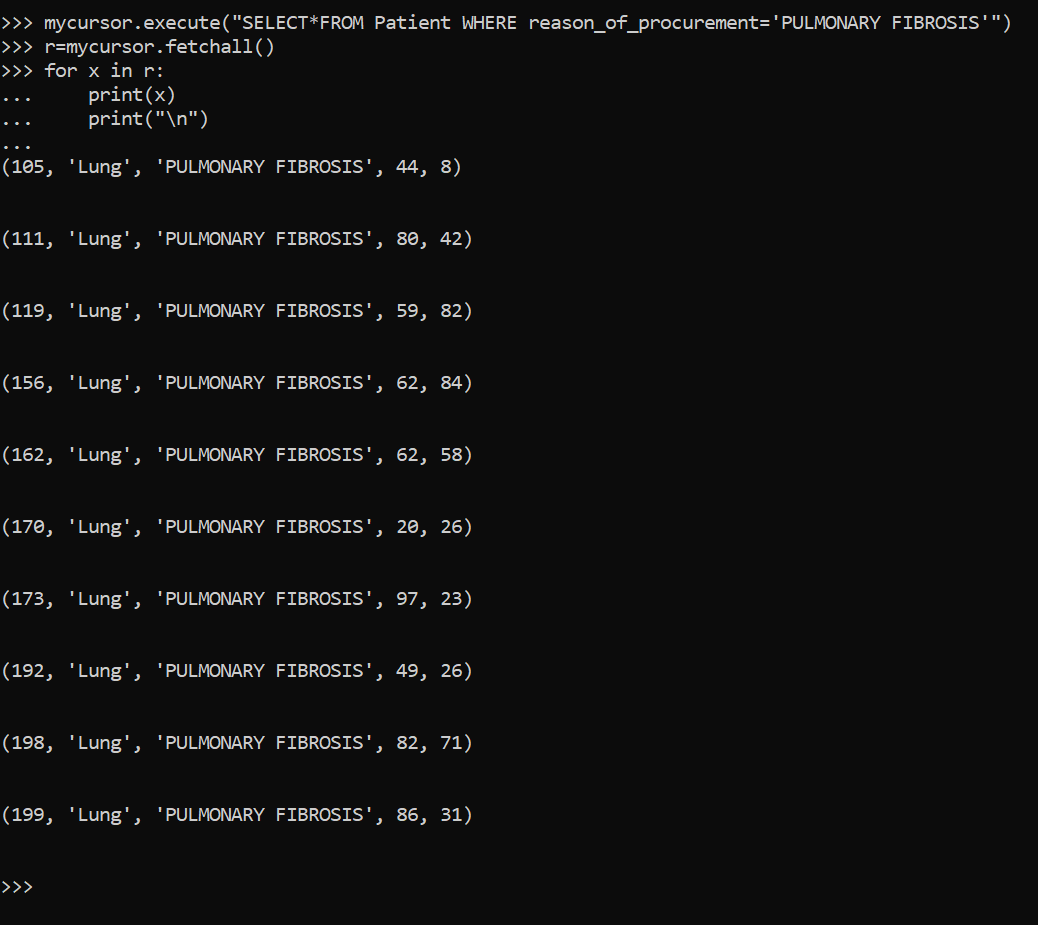 >>> mycursor.execute("SELECT*FROM Patient WHERE reason_of_procurement='PULMONARY FIBROSIS'")
>>> r=mycursor.fetchall()
>>> for x in r:
...     print(x)
...     print("\n")
...
(105, 'Lung', 'PULMONARY FIBROSIS', 44, 8)
(111, 'Lung', 'PULMONARY FIBROSIS', 80, 42)
(119, 'Lung', 'PULMONARY FIBROSIS', 59, 82)
(156, 'Lung', 'PULMONARY FIBROSIS', 62, 84)
(162, 'Lung', 'PULMONARY FIBROSIS', 62, 58)
(170, 'Lung', 'PULMONARY FIBROSIS', 20, 26)
(173, 'Lung', 'PULMONARY FIBROSIS', 97, 23)
(192, 'Lung', 'PULMONARY FIBROSIS', 49, 26)
(198, 'Lung', 'PULMONARY FIBROSIS', 82, 71)
(199, 'Lung', 'PULMONARY FIBROSIS', 86, 31)
>>>